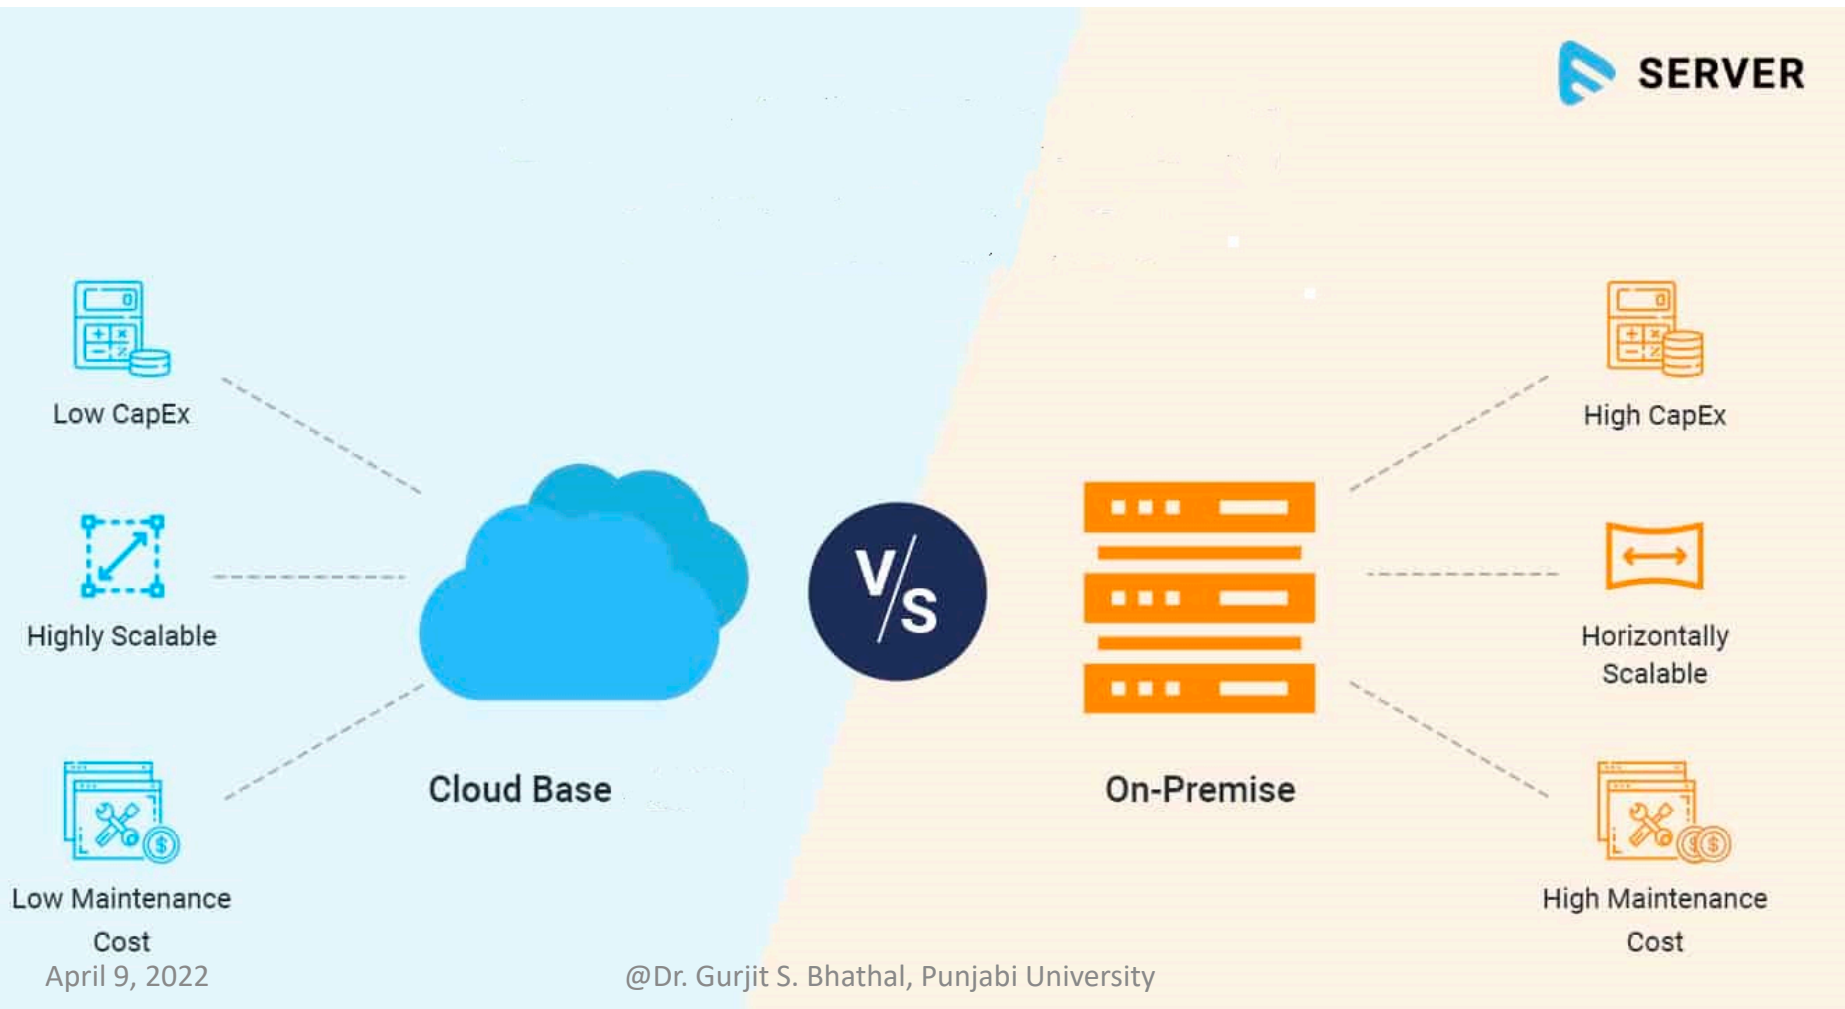 SERVER
Low CapEx
Highly Scalable
Low Maintenance
Cost
Cloud Base
V/S
On-Premise
High CapEx
Horizontally
Scalable
High Maintenance
Cost
April 9, 2022
@Dr. Gurjit S. Bhathal, Punjabi University